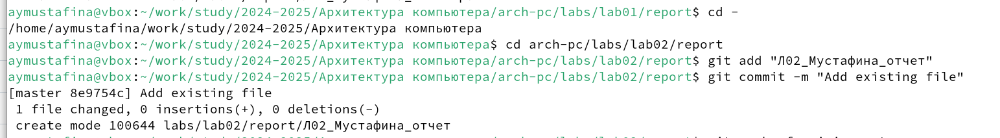 aymustafina@vbox:~/work/study/2024-2025/Архитектура компьютера/arch-pc/labs/lab01/report$ cd -
/home/aymustafina/work/study/2024-2025/Архитектура компьютера
aymustafina@vbox:~/work/study/2024-2025/Архитектура компьютера$ cd arch-pc/labs/lab02/report
aymustafina@vbox:~/work/study/2024-2025/Архитектура компьютера/arch-pc/labs/lab02/report$ git add "Л02_Мустафина_отчет"
aymustafina@vbox:~/work/study/2024-2025/Архитектура компьютера/arch-pc/labs/lab02/report$ git commit -m "Add existing file"
[master 8e9754c] Add existing file
 1 file changed, 0 insertions(+), 0 deletions(-)
 create mode 100644 labs/lab02/report/Л02_Мустафина_отчет